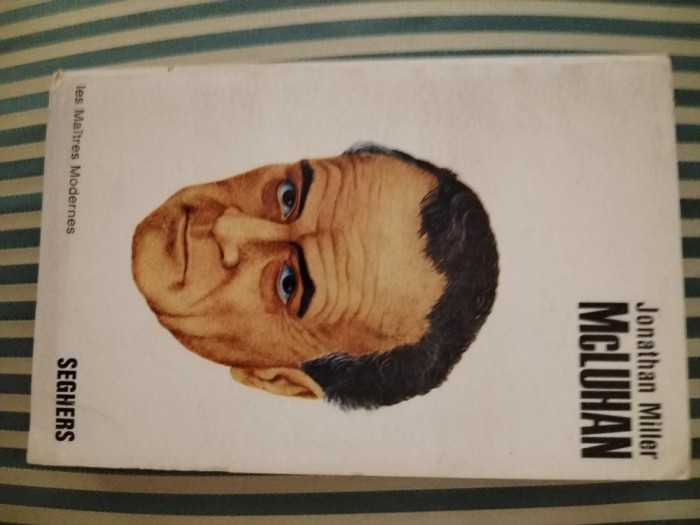 Jonathan Miller
McLUHAN
les Maîtres Modernes
SEGHERS